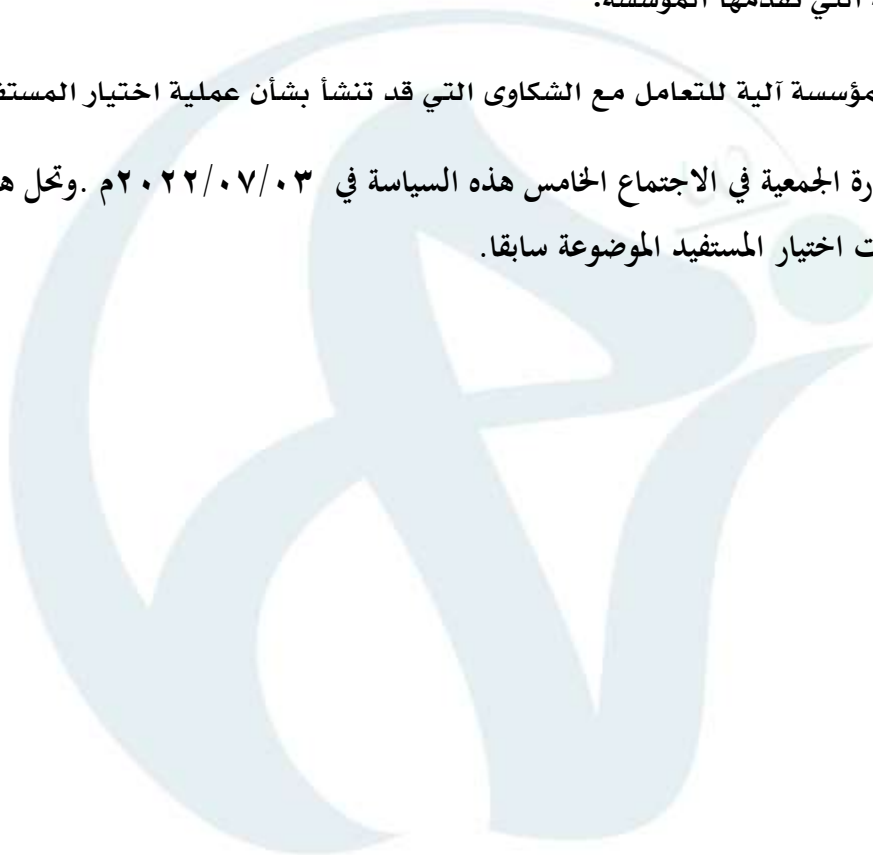 التي تقدمها المؤسسة.
مؤسسة آلية للتعامل مع الشكاوى التي قد تنشأ بشأن عملية اختيار المستف
رة الجمعية في الاجتماع الخامس هذه السياسة في ٢٠٢٢/٠٧/٠٣م .وتحل ه
ت اختيار المستفيد الموضوعة سابقا.